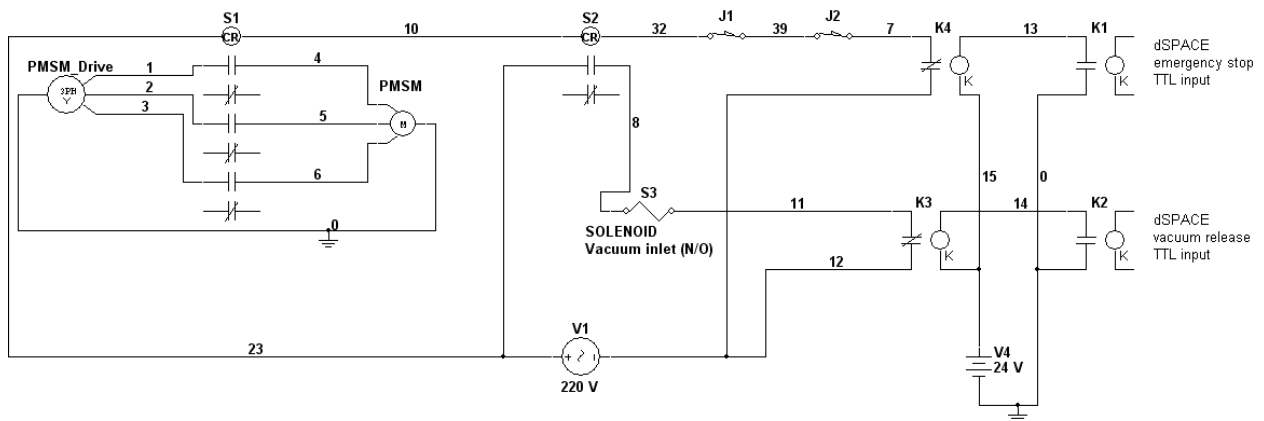 S1
10
S2
32
J1
39
J2
7
K4
13
K1
CR
CR
dSPACE
emergency stop
TTL input
PMSM_Drive
1
4
PMSM
K
K
3PH
Y
2
3
5
M
8
6
15
0
S3
11
K3
14
K2
0
SOLENOID
Vacuum inlet (N/O)
K
K
dSPACE
vacuum release
TTL input
12
23
V1
220 V
V4
24 V